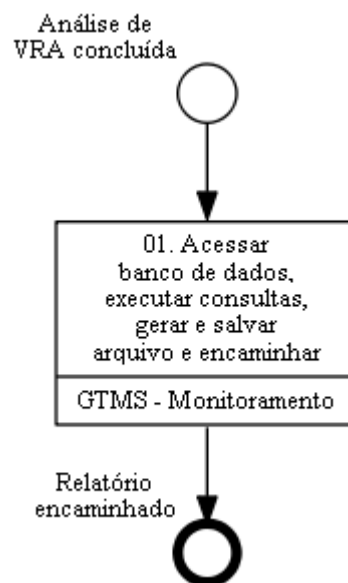 Análise de
VRA concluída
01. Acessar
banco de dados,
executar consultas,
gerar e salvar
arquivo e encaminhar
GTMS - Monitoramento
Relatório
encaminhado